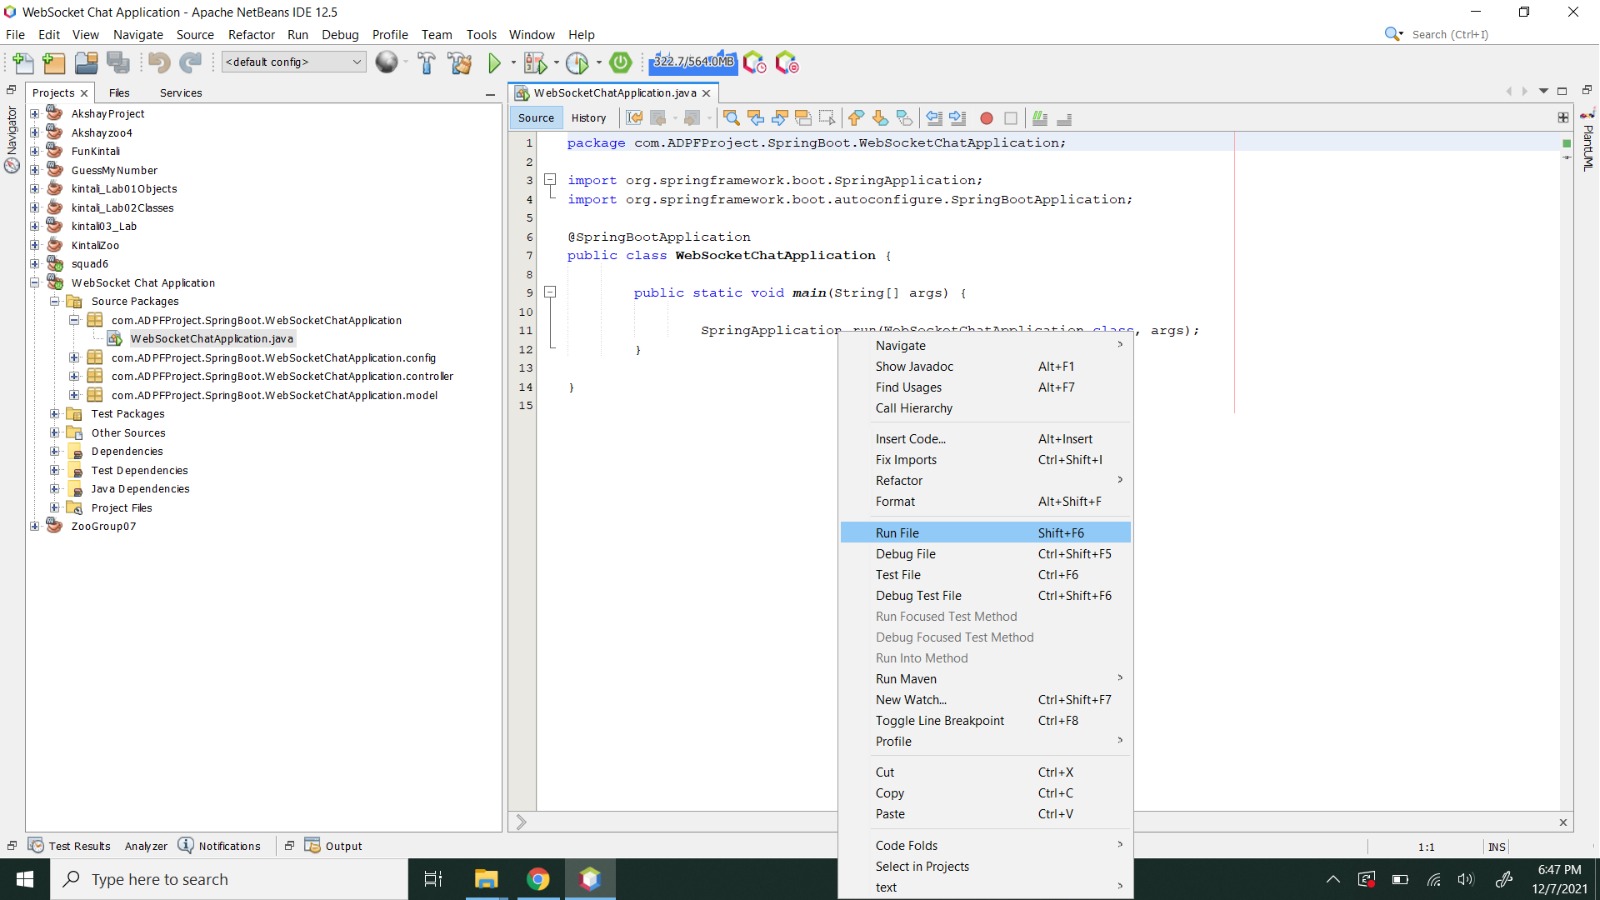 WebSocket Chat Application - Apache NetBeans IDE 12.5
File Edit View Navigate Source Refactor Run Debug Profile Team Tools Window Help
Search (Ctrl+I)
<default config>
322.7/564.0MB
Projects Files Services
WebSocketChatApplication.java
Source History
Navigator
PlantUML
AkshayProject
Akshayzoo4
FunKintali
GuessMyNumber
kintali_Lab01Objects
kintali_Lab02Classes
kintali03_Lab
KintaliZoo
squad6
WebSocket Chat Application
Source Packages
com.ADPFProject.SpringBoot.WebSocketChatApplication
WebSocketChatApplication.java
com.ADPFProject.SpringBoot.WebSocketChatApplication.config
com.ADPFProject.SpringBoot.WebSocketChatApplication.controller
com.ADPFProject.SpringBoot.WebSocketChatApplication.model
Test Packages
Other Sources
Dependencies
Test Dependencies
Java Dependencies
Project Files
ZooGroup07
1 package com.ADPFProject.SpringBoot.WebSocketChatApplication;
2
3 import org.springframework.boot.SpringApplication;
4 import org.springframework.boot.autoconfigure.SpringBootApplication;
5
6 @SpringBootApplication
7 public class WebSocketChatApplication {
8
9 public static void main(String[] args) {
10
11 SpringApplication.run(WebSocketChatApplication.class, args);
12 }
13
14 }
15
Navigate
Show Javadoc Alt+F1
Find Usages Alt+F7
Call Hierarchy
Insert Code... Alt+Insert
Fix Imports Ctrl+Shift+I
Refactor
Format Alt+Shift+F
Run File Shift+F6
Debug File Ctrl+Shift+F5
Test File Ctrl+F6
Debug Test File Ctrl+Shift+F6
Run Focused Test Method
Debug Focused Test Method
Run Into Method
Run Maven
New Watch... Ctrl+Shift+F7
Toggle Line Breakpoint Ctrl+F8
Profile
Cut Ctrl+X
Copy Ctrl+C
Paste Ctrl+V
Code Folds
Select in Projects
text
Test Results Analyzer Notifications Output
1:1 INS
Type here to search
6:47 PM
12/7/2021